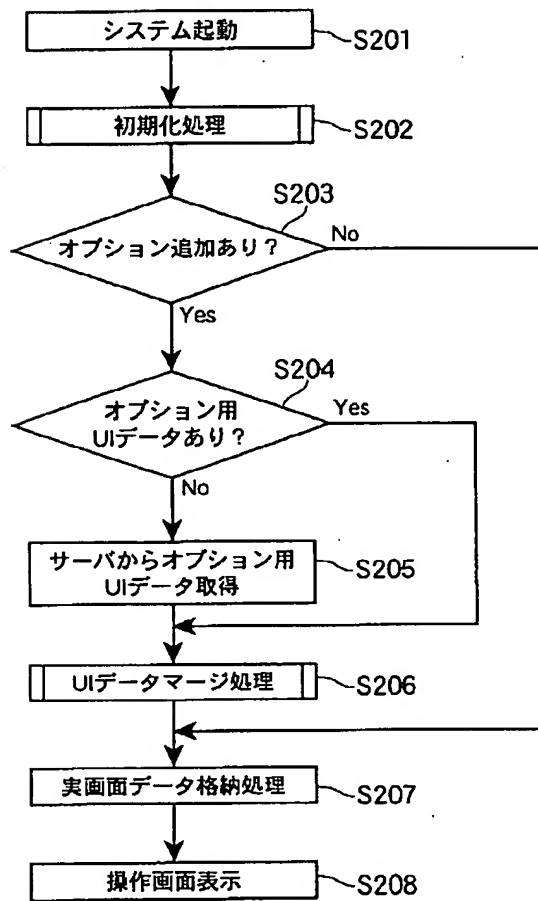 システム起動
S201
初期化処理
S202
S203
オプション追加あり？
No
Yes
S204
オプション用
UIデータあり？
Yes
No
サーバからオプション用
UIデータ取得
S205
UIデータマージ処理
S206
実画面データ格納処理
S207
操作画面表示
S208